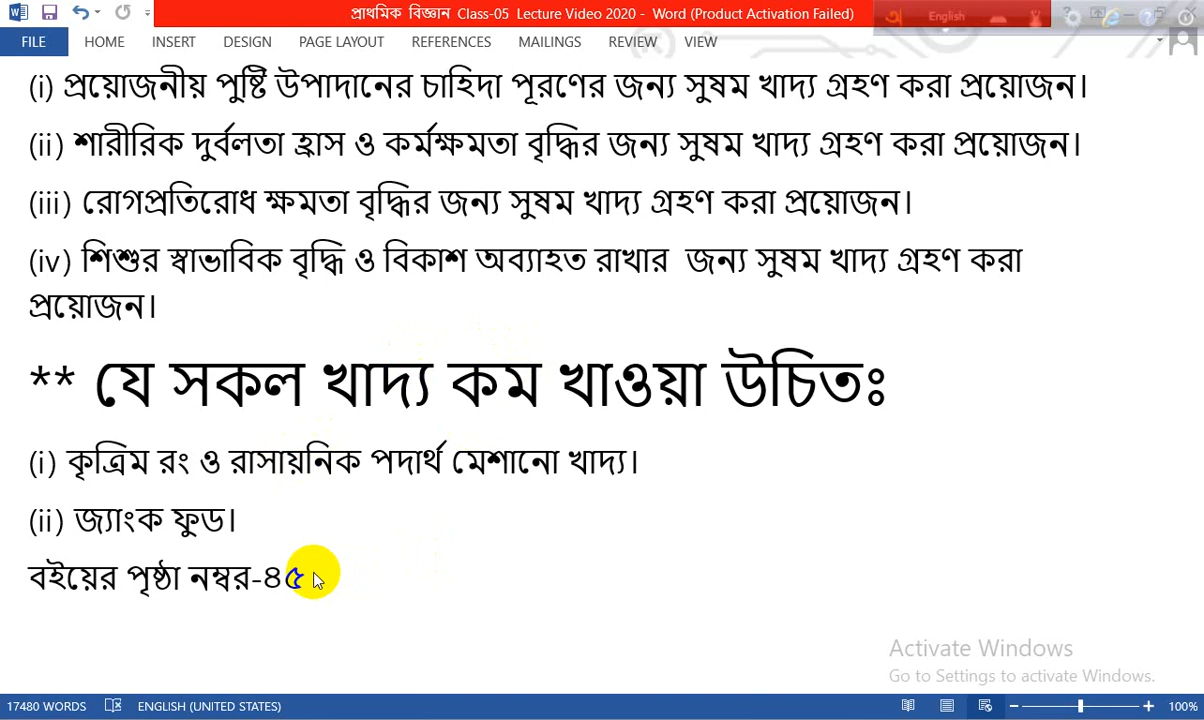 প্রাথমিক বিজ্ঞান Class-05 Lecture Video 2020 - Word (Product Activation Failed)
English
FILE HOME INSERT DESIGN PAGE LAYOUT REFERENCES MAILINGS REVIEW VIEW
(i) প্রয়োজনীয় পুষ্টি উপাদানের চাহিদা পূরণের জন্য সুষম খাদ্য গ্রহণ করা প্রয়োজন।
(ii) শারীরিক দুর্বলতা হ্রাস ও কর্মক্ষমতা বৃদ্ধির জন্য সুষম খাদ্য গ্রহণ করা প্রয়োজন।
(iii) রোগপ্রতিরোধ ক্ষমতা বৃদ্ধির জন্য সুষম খাদ্য গ্রহণ করা প্রয়োজন।
(iv) শিশুর স্বাভাবিক বৃদ্ধি ও বিকাশ অব্যাহত রাখার জন্য সুষম খাদ্য গ্রহণ করা
প্রয়োজন।
** যে সকল খাদ্য কম খাওয়া উচিতঃ
(i) কৃত্রিম রং ও রাসায়নিক পদার্থ মেশানো খাদ্য।
(ii) জ্যাংক ফুড।
বইয়ের পৃষ্ঠা নম্বর-৪৫
Activate Windows
Go to Settings to activate Windows.
17480 WORDS ENGLISH (UNITED STATES) 100%